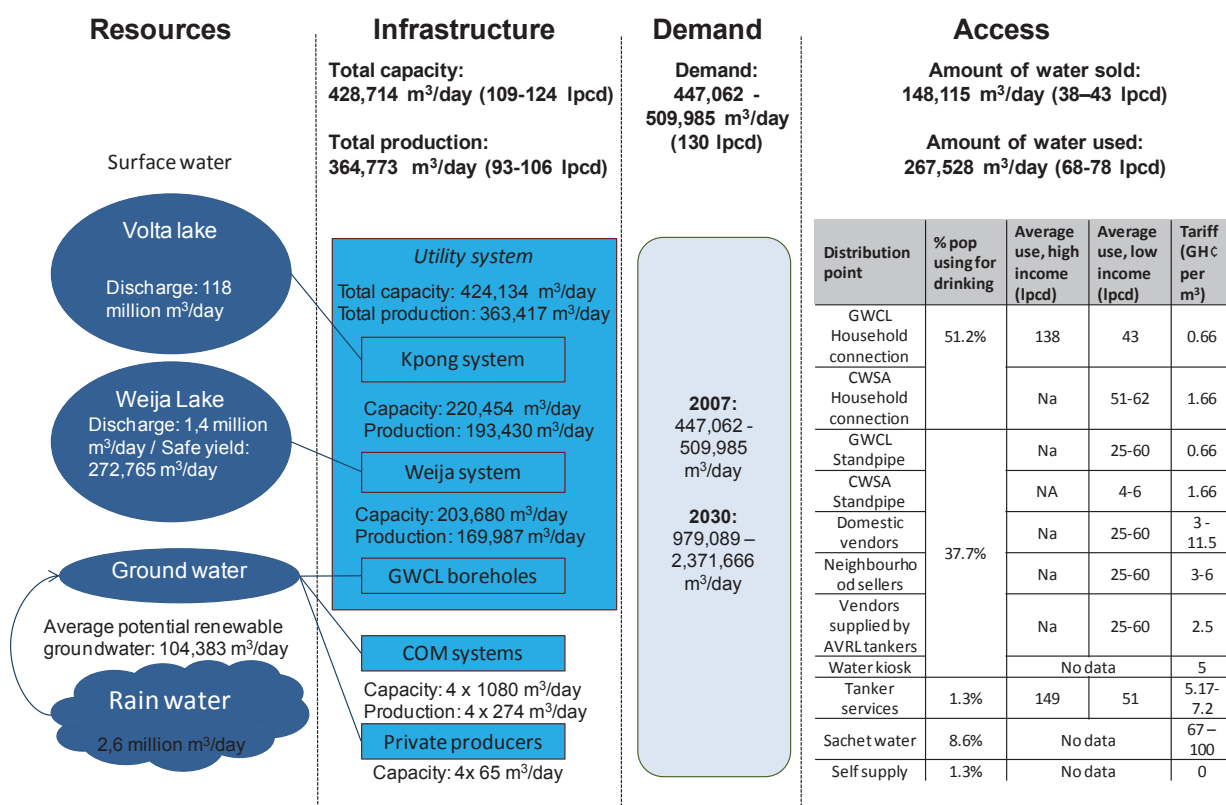 Resources
Infrastructure
Demand
Access
Total capacity:
428,714 m³/day (109-124 lpcd)
Total production:
364,773 m³/day (93-106 lpcd)
Demand:
447,062 -
509,985 m³/day
(130 lpcd)
Amount of water sold:
148,115 m³/day (38–43 lpcd)
Amount of water used:
267,528 m³/day (68-78 lpcd)
Surface water
Volta lake
Discharge: 118
million m³/day
Weija Lake
Discharge: 1,4 million
m³/day / Safe yield:
272,765 m³/day
Ground water
Average potential renewable
groundwater: 104,383 m³/day
Rain water
2,6 million m³/day
Utility system
Total capacity: 424,134 m³/day
Total production: 363,417 m³/day
Kpong system
Capacity: 220,454 m³/day
Production: 193,430 m³/day
Weija system
Capacity: 203,680 m³/day
Production: 169,987 m³/day
GWCL boreholes
COM systems
Capacity: 4 x 1080 m³/day
Production: 4 x 274 m³/day
Private producers
Capacity: 4x 65 m³/day
2007:
447,062 -
509,985
m³/day
2030:
979,089 –
2,371,666
m³/day
Distribution
point
% pop
using for
drinking
Average
use, high
income
(lpcd)
Average
use, low
income
(lpcd)
Tariff
(GH¢
per
m³)
GWCL
Household
connection
51.2%
138
43
0.66
CWSA
Household
connection
Na
51-62
1.66
GWCL
Standpipe
37.7%
Na
25-60
0.66
CWSA
Standpipe
NA
4-6
1.66
Domestic
vendors
Na
25-60
3 -
11.5
Neighbourho
od sellers
Na
25-60
3-6
Vendors
supplied by
AVRL tankers
Na
25-60
2.5
Water kiosk
No data
5
Tanker
services
1.3%
149
51
5.17-
7.2
Sachet water
8.6%
No data
67 –
100
Self supply
1.3%
No data
0